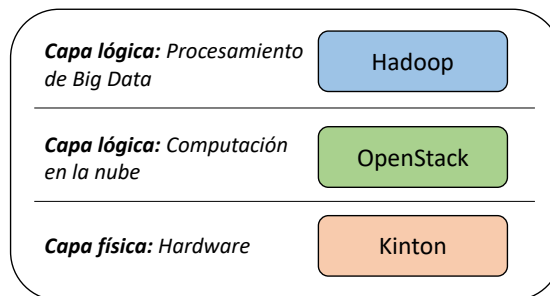 Capa lógica: Procesamiento
de Big Data
Hadoop
Capa lógica: Computación
en la nube
OpenStack
Capa física: Hardware
Kinton